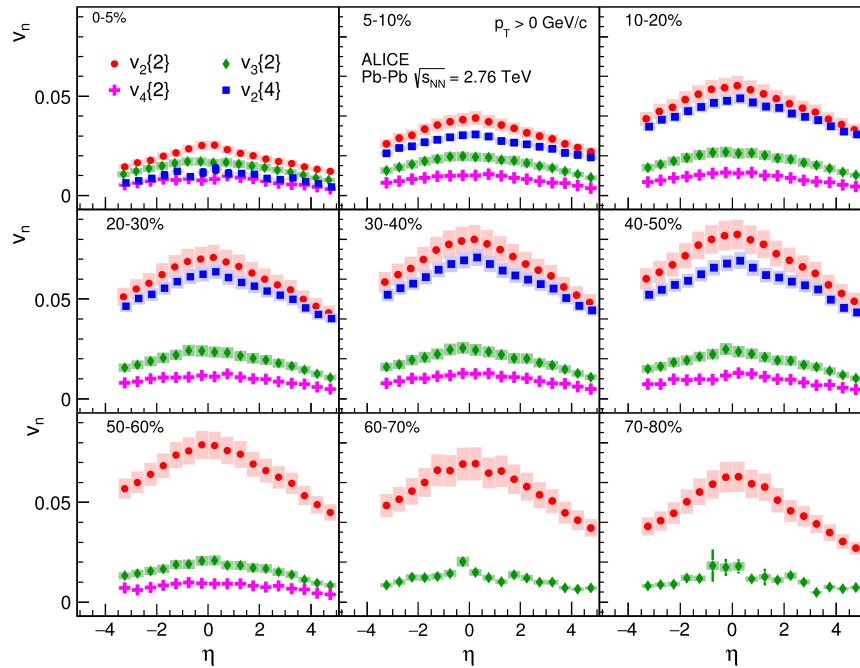 v_n
0-5%
5-10%
p_T > 0 GeV/c
10-20%
v_2{2}
v_3{2}
v_4{2}
v_2{4}
ALICE
Pb-Pb √s_NN = 2.76 TeV
0.05
0
v_n
20-30%
30-40%
40-50%
0.05
0
v_n
50-60%
60-70%
70-80%
0.05
0
−4 −2 0 2 4
−4 −2 0 2 4
−4 −2 0 2 4
η
η
η